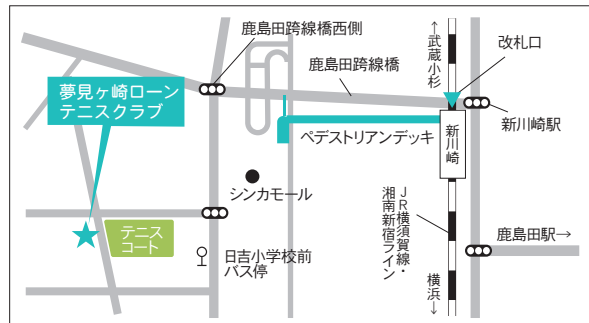 鹿島田跨線橋西側
↑武蔵小杉
改札口
鹿島田跨線橋
夢見ヶ崎ローン
テニスクラブ
新川崎駅
ペデストリアンデッキ
新川崎
シンカモール
JR横須賀線・
湘南新宿ライン
テニス
コート
日吉小学校前
バス停
鹿島田駅→
横浜↓